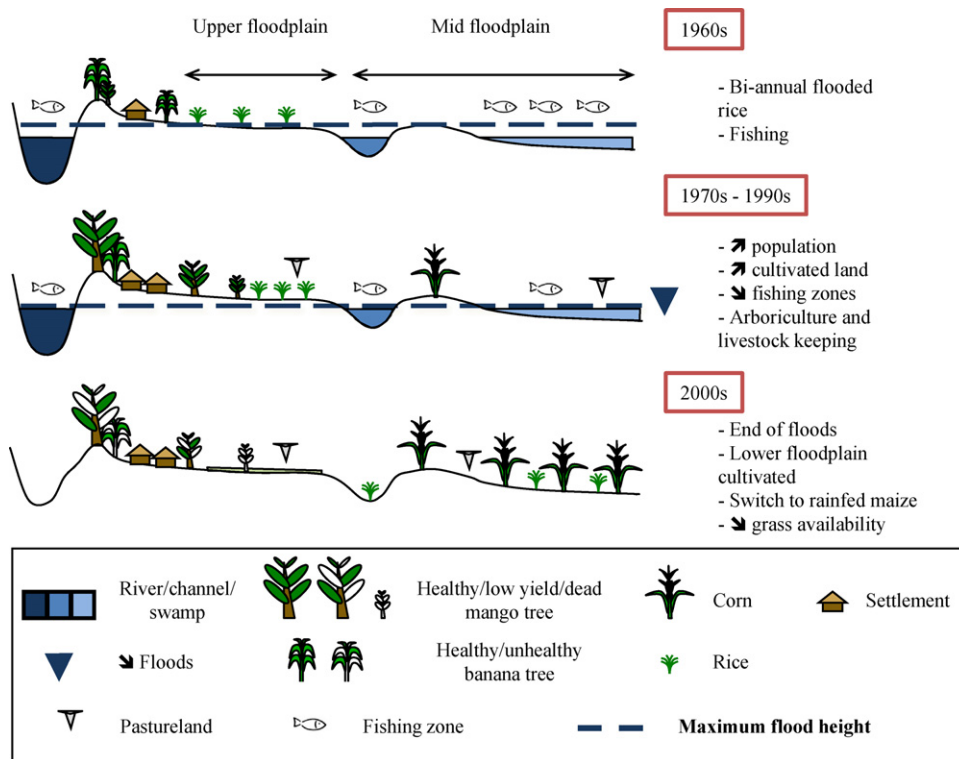 Upper floodplain
Mid floodplain
1960s
- Bi-annual flooded
rice
- Fishing
1970s - 1990s
- ➔ population
- ➔ cultivated land
- ➔ fishing zones
- Arboriculture and
livestock keeping
2000s
- End of floods
- Lower floodplain
cultivated
- Switch to rainfed maize
- ➔ grass availability
River/channel/
swamp
Healthy/low yield/dead
mango tree
Corn
Settlement
➔ Floods
Healthy/unhealthy
banana tree
Rice
Pastureland
Fishing zone
Maximum flood height